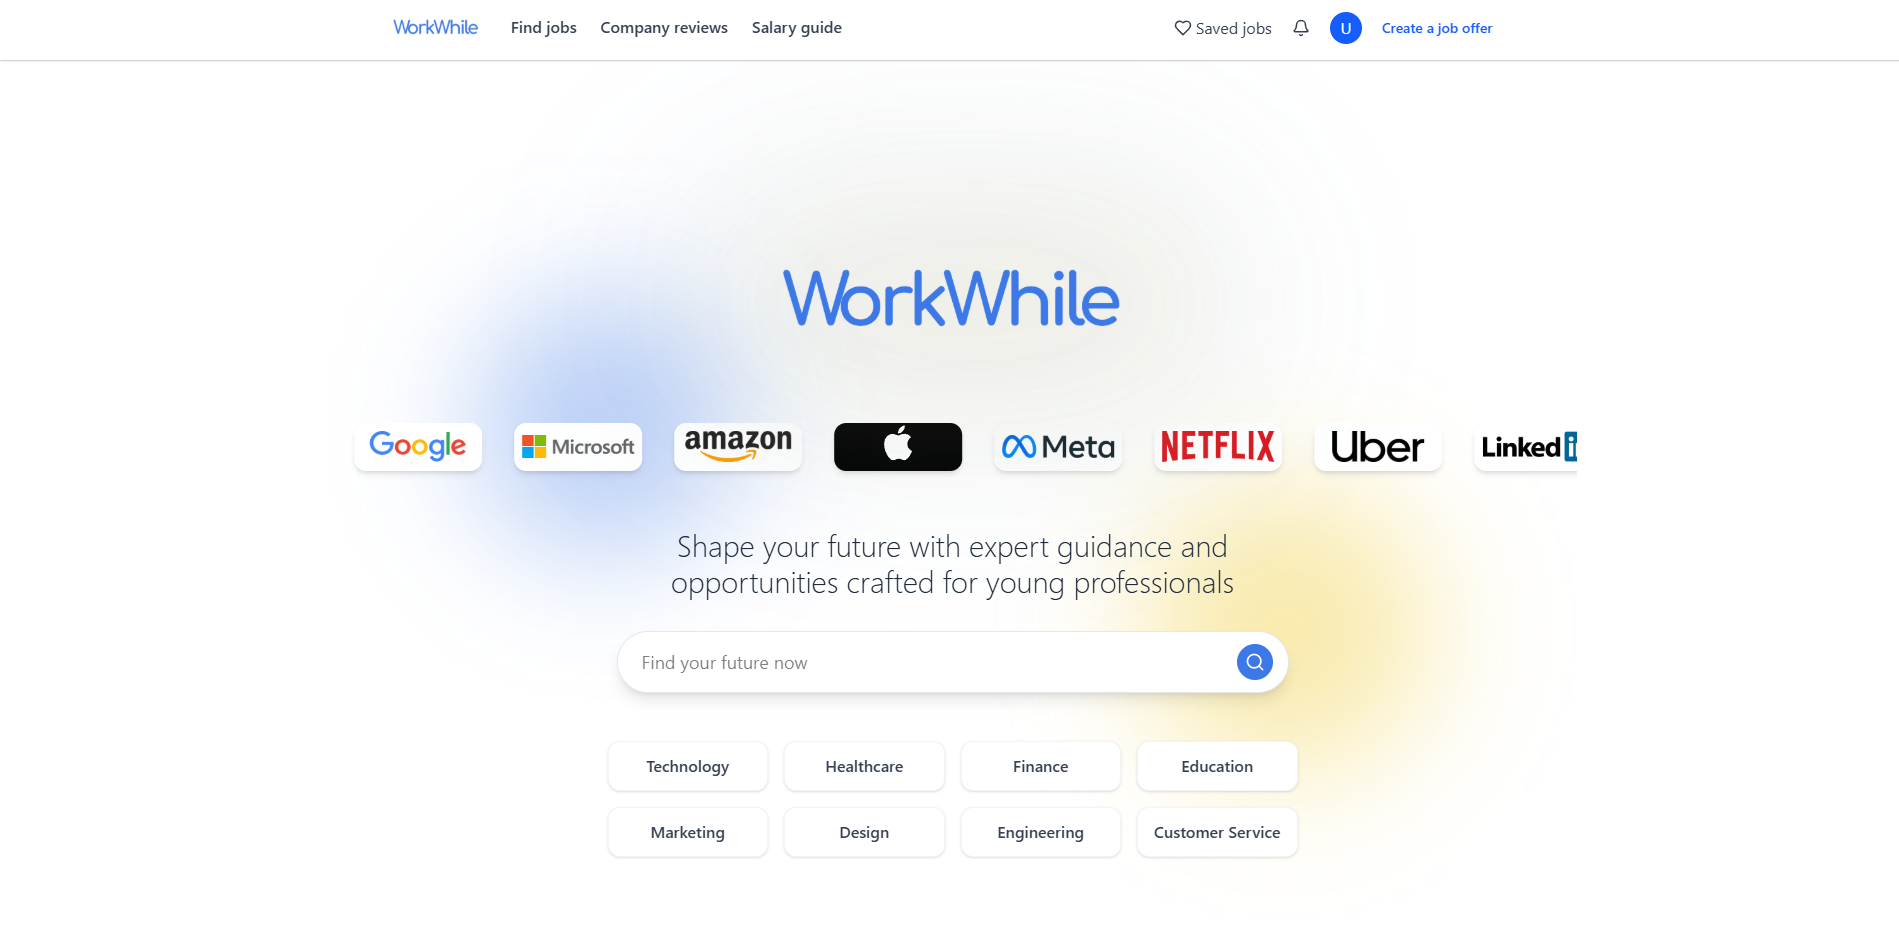 WorkWhile Find jobs Company reviews Salary guide Saved jobs U Create a job offer
WorkWhile
Google Microsoft amazon Meta NETFLIX Uber Linked
Shape your future with expert guidance and
opportunities crafted for young professionals
Find your future now
Technology Healthcare Finance Education
Marketing Design Engineering Customer Service